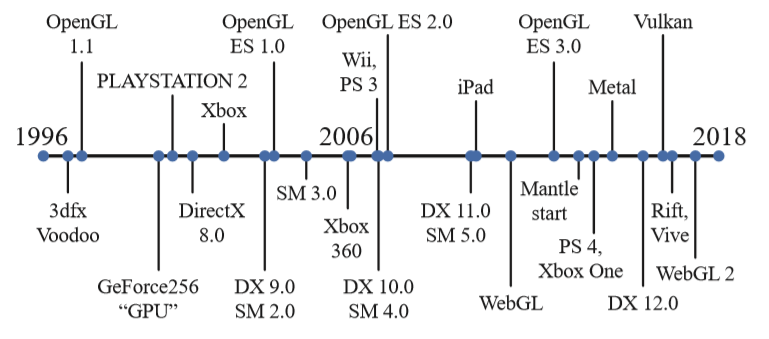 OpenGL
1.1
OpenGL
ES 1.0
OpenGL ES 2.0
OpenGL
ES 3.0
Vulkan
Wii,
PS 3
PLAYSTATION 2
Xbox
iPad
Metal
1996
2006
2018
3dfx
Voodoo
DirectX
8.0
SM 3.0
Xbox
360
DX 11.0
SM 5.0
Mantle
start
Rift,
Vive
PS 4,
Xbox One
WebGL 2
GeForce256
“GPU”
DX 9.0
SM 2.0
DX 10.0
SM 4.0
WebGL
DX 12.0